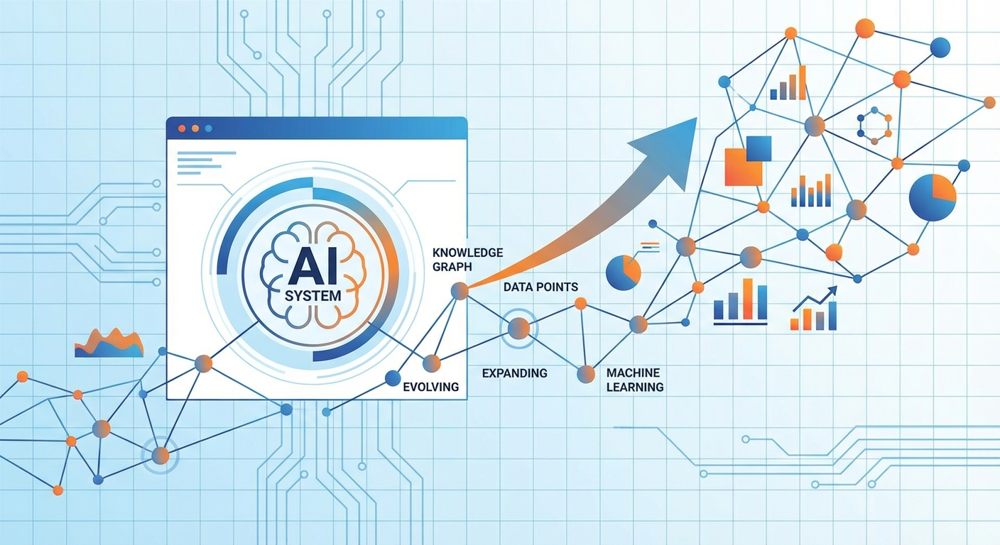 AI
SYSTEM
KNOWLEDGE
GRAPH
DATA POINTS
EXPANDING
MACHINE
LEARNING
EVOLVING